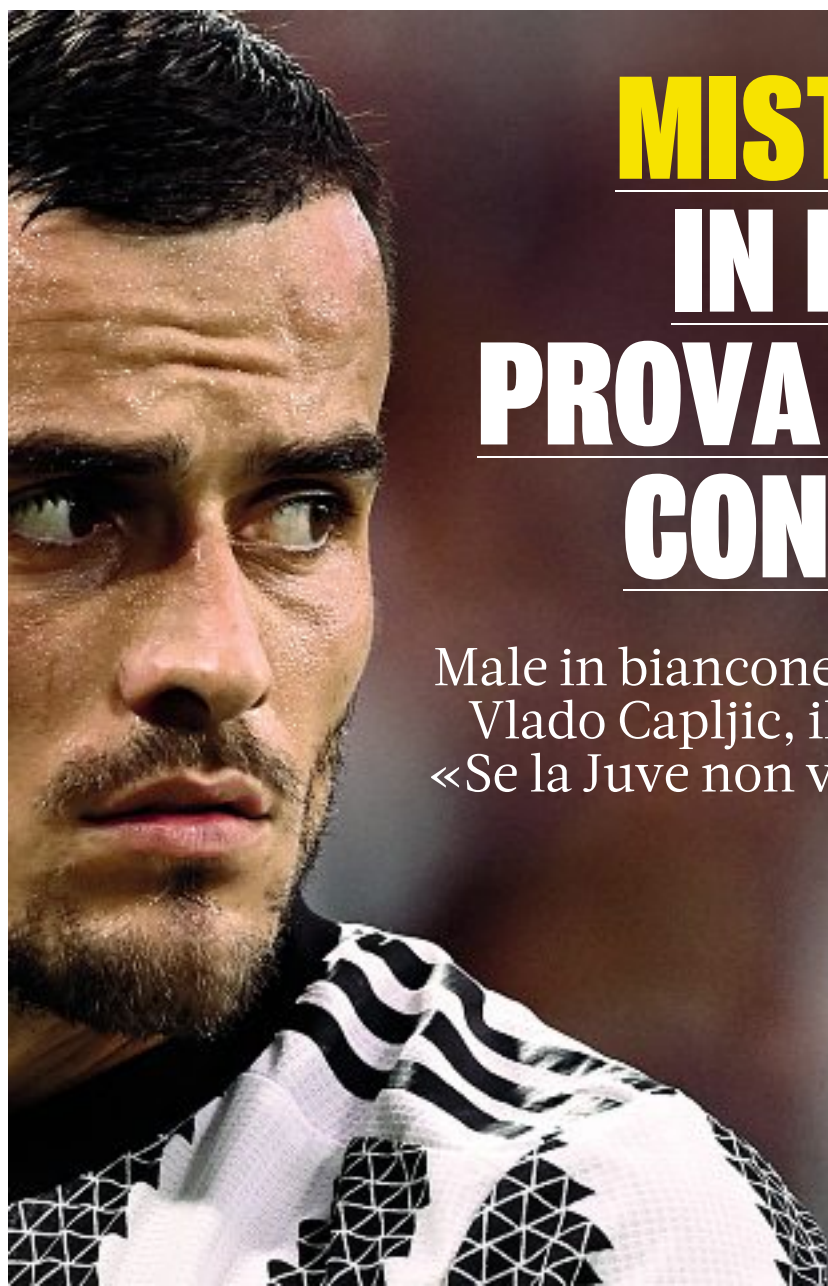 MIST
IN
PROVA
CON
Male in biancone
Vlado Capljic, il
«Se la Juve non v